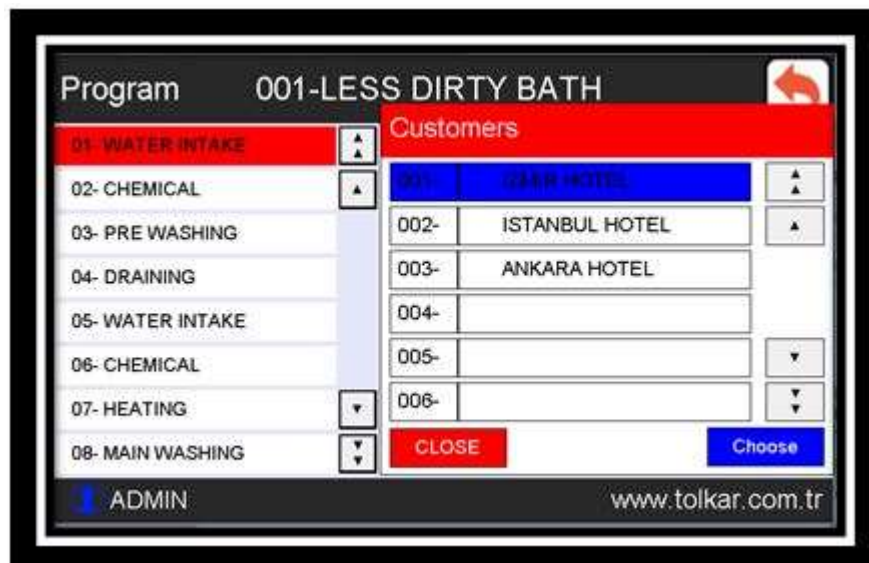 Program 001-LESS DIRTY BATH
01- WATER INTAKE
02- CHEMICAL
03- PRE WASHING
04- DRAINING
05- WATER INTAKE
06- CHEMICAL
07- HEATING
08- MAIN WASHING
Customers
001- HOTEL
002- ISTANBUL HOTEL
003- ANKARA HOTEL
004-
005-
006-
CLOSE Choose
ADMIN www.tolkar.com.tr